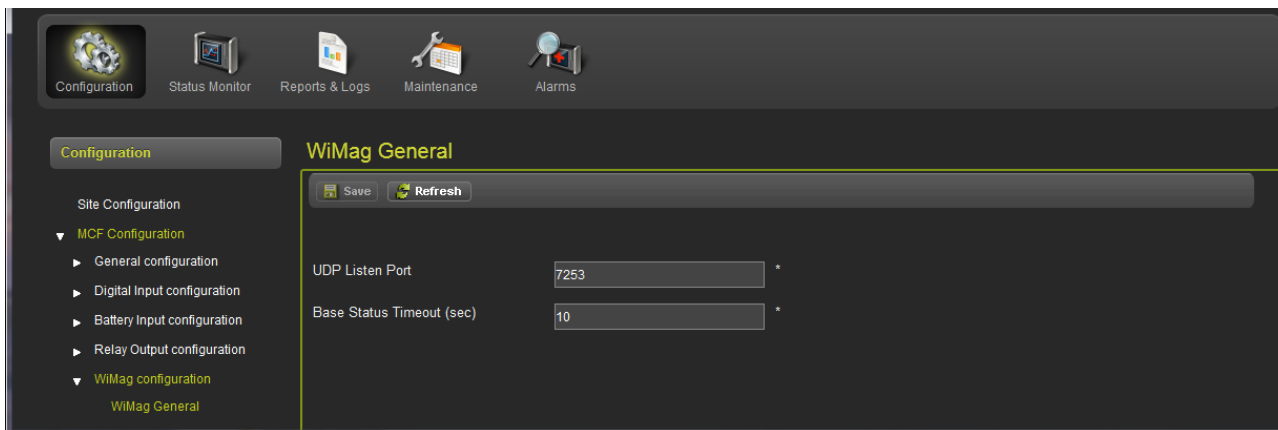 Configuration Status Monitor Reports & Logs Maintenance Alarms
Configuration
WiMag General
Save Refresh
Site Configuration
MCF Configuration
General configuration
Digital Input configuration
Battery Input configuration
Relay Output configuration
WiMag configuration
WiMag General
UDP Listen Port 7253 *
Base Status Timeout (sec) 10 *